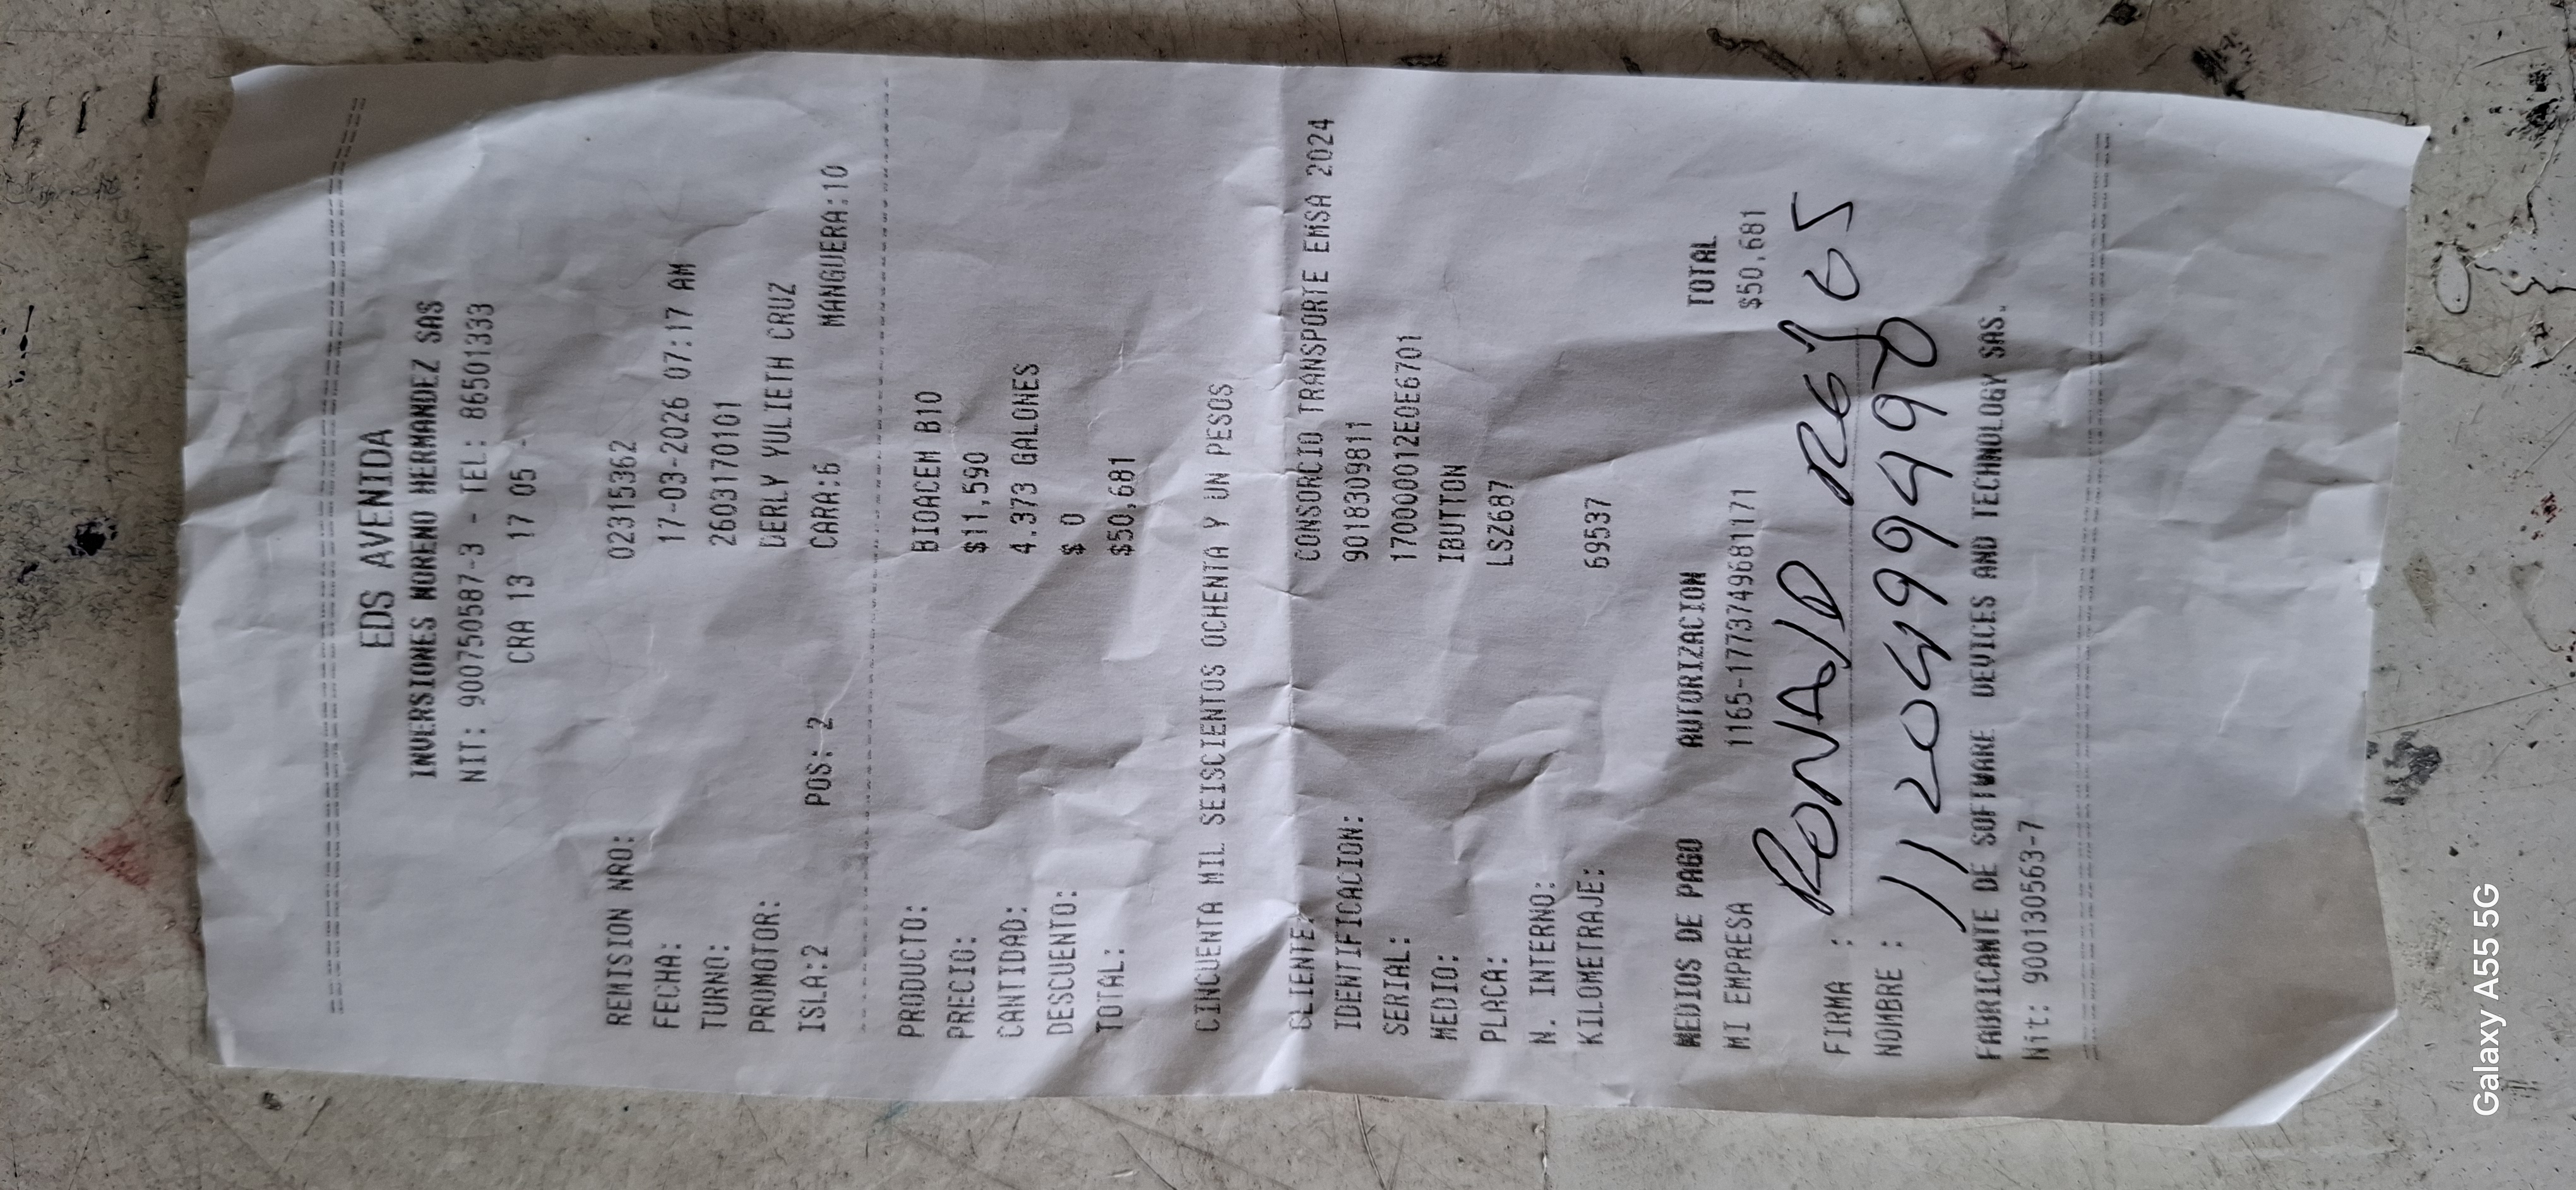 EDS AVENIDA
INVERSIONES MORENO HERNANDEZ SAS
NIT: 900750587-3 - TEL: 86501333
CRA 13 17 05 -
REMISION NRO: 02315362
FECHA: 17-03-2026 07:17 AM
TURNO: 2603170101
PROMOTOR: DERLY YULIETH CRUZ
ISLA:2 POS: 2 CARA:6 MANGUERA:10
PRODUCTO: BIOACEM B10
PRECIO: $11,590
CANTIDAD: 4.373 GALONES
DESCUENTO: $ 0
TOTAL: $50,681
CINCUENTA MIL SEISCIENTOS OCHENTA Y UN PESOS
CLIENTE: CONSORCIO TRANSPORTE EMSA 2024
IDENTIFICACION: 9018309811
SERIAL: 1700000012E0E6701
MEDIO: IBUTTON
PLACA: LSZ687
N. INTERNO:
KILOMETRAJE: 69537
MEDIOS DE PAGO AUTORIZACION TOTAL
MI EMPRESA 1165-1773749681171 $50,681
FIRMA : RONALD REY 65
NOMBRE :
FABRICANTE DE SOFTWARE DEVICES AND TECHNOLOGY SAS.
Nit: 900130563-7
Galaxy A55 5G